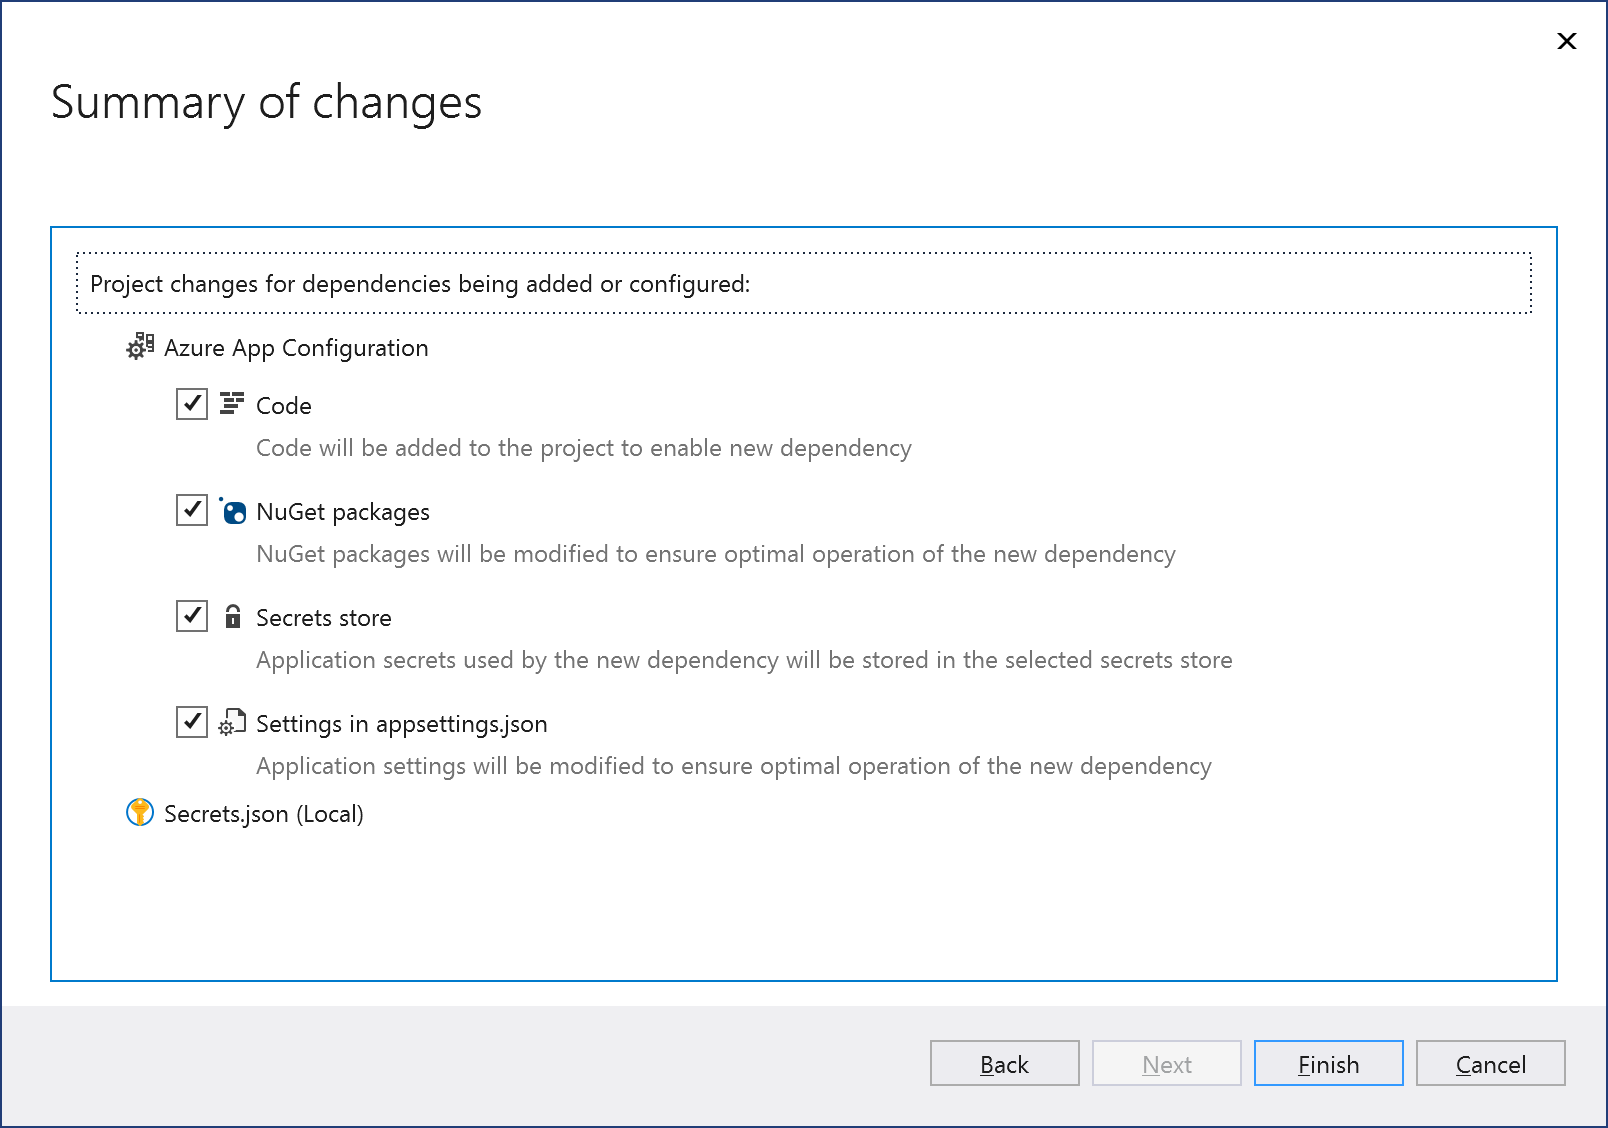 Summary of changes
Project changes for dependencies being added or configured:
Azure App Configuration
Code
Code will be added to the project to enable new dependency
NuGet packages
NuGet packages will be modified to ensure optimal operation of the new dependency
Secrets store
Application secrets used by the new dependency will be stored in the selected secrets store
Settings in appsettings.json
Application settings will be modified to ensure optimal operation of the new dependency
Secrets.json (Local)
Back Next Finish Cancel